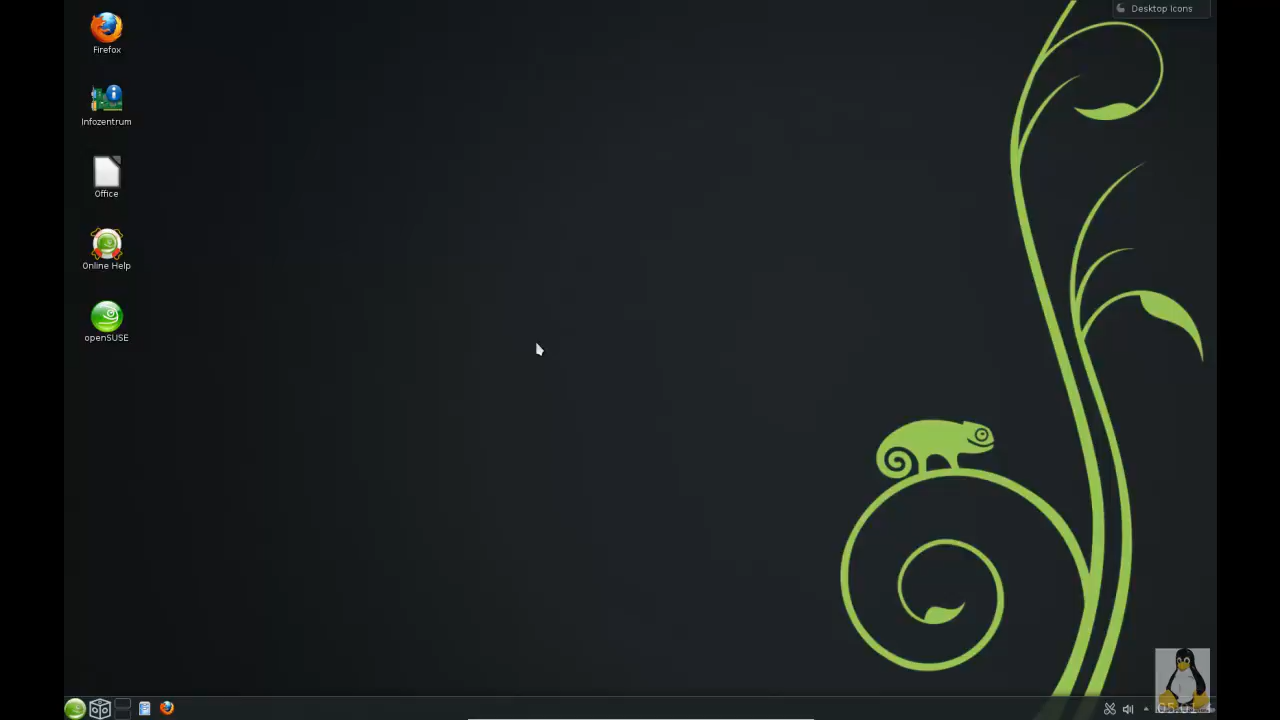 Desktop Icons
Firefox
Infozentrum
Office
Online Help
openSUSE